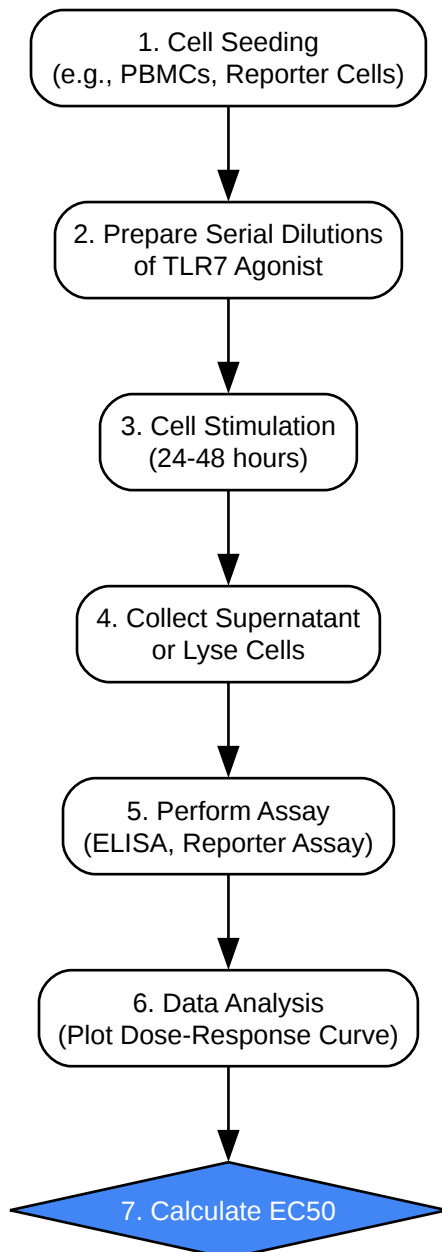 1. Cell Seeding
(e.g., PBMCs, Reporter Cells)
2. Prepare Serial Dilutions
of TLR7 Agonist
3. Cell Stimulation
(24-48 hours)
4. Collect Supernatant
or Lyse Cells
5. Perform Assay
(ELISA, Reporter Assay)
6. Data Analysis
(Plot Dose-Response Curve)
7. Calculate EC50